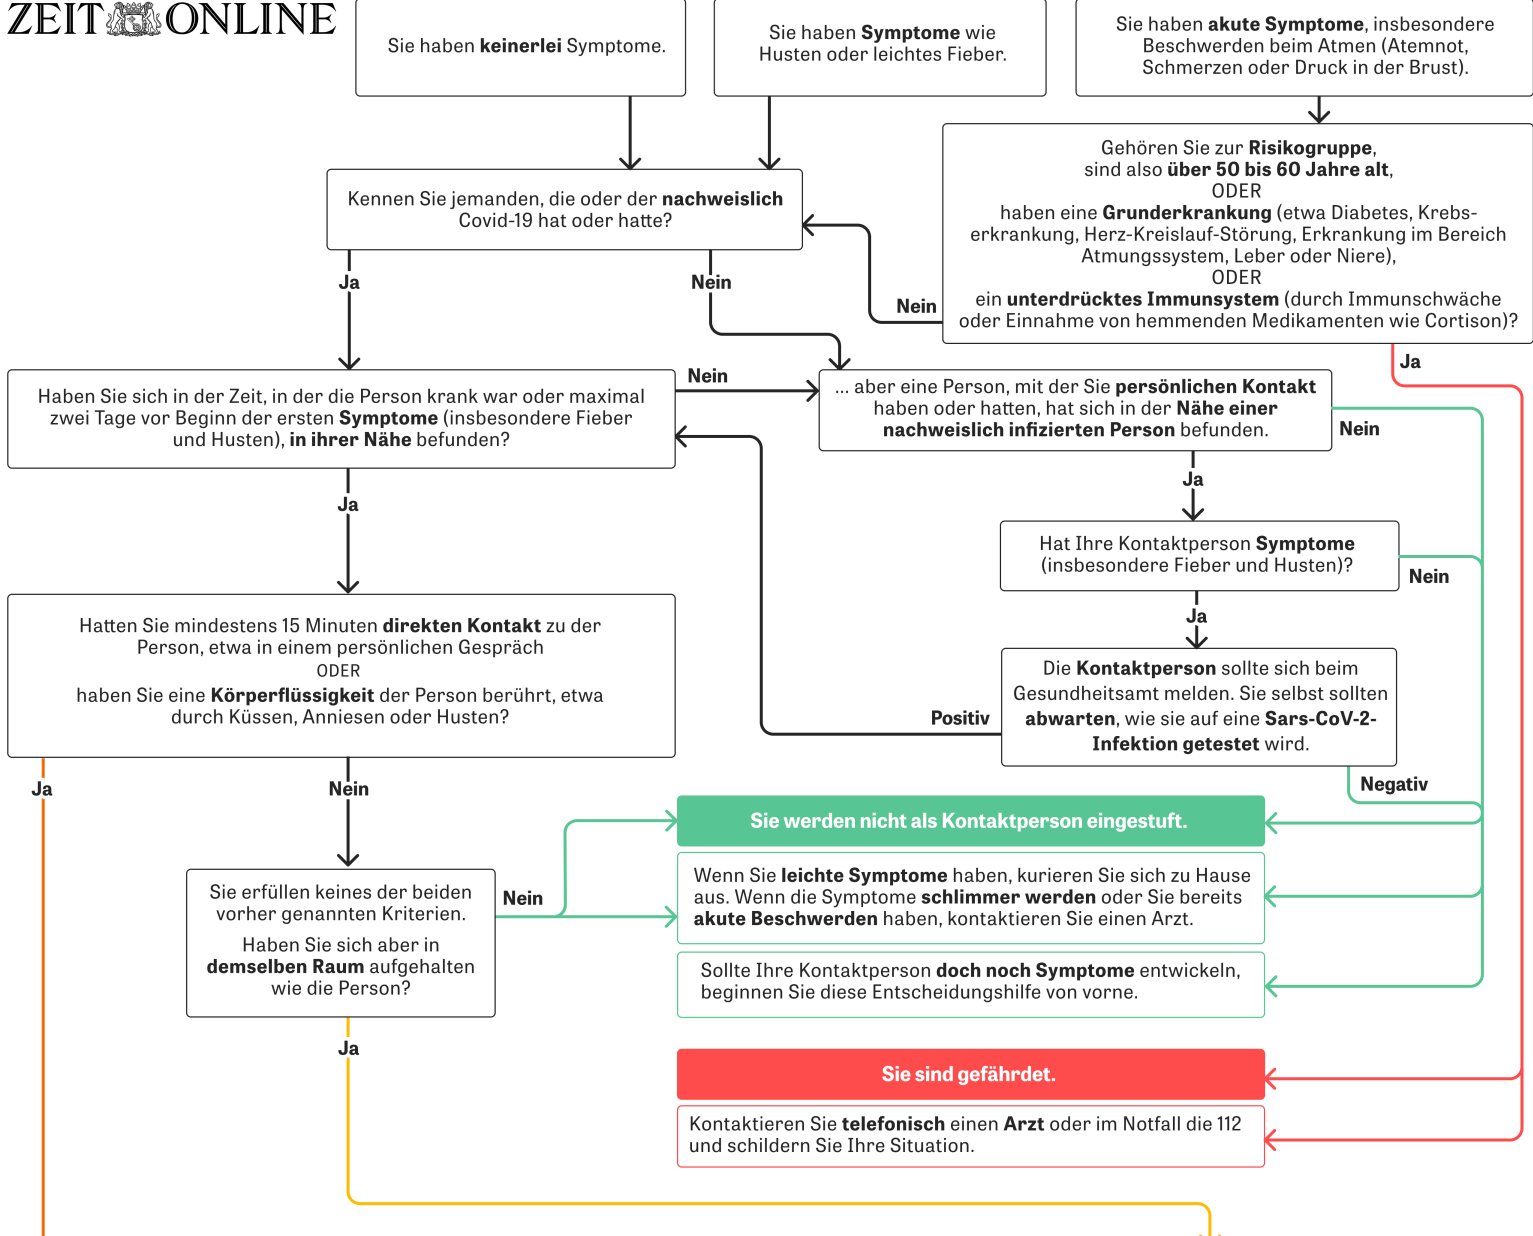 ZEIT ONLINE
Sie haben keinerlei Symptome.
Sie haben Symptome wie
Husten oder leichtes Fieber.
Sie haben akute Symptome, insbesondere
Beschwerden beim Atmen (Atemnot,
Schmerzen oder Druck in der Brust).
Gehören Sie zur Risikogruppe,
sind also über 50 bis 60 Jahre alt,
ODER
haben eine Grunderkrankung (etwa Diabetes, Krebs-
erkrankung, Herz-Kreislauf-Störung, Erkrankung im Bereich
Atmungssystem, Leber oder Niere),
ODER
ein unterdrücktes Immunsystem (durch Immunschwäche
oder Einnahme von hemmenden Medikamenten wie Cortison)?
Kennen Sie jemanden, die oder der nachweislich
Covid-19 hat oder hatte?
Ja
Nein
Nein
Ja
Haben Sie sich in der Zeit, in der die Person krank war oder maximal
zwei Tage vor Beginn der ersten Symptome (insbesondere Fieber
und Husten), in ihrer Nähe befunden?
Nein
... aber eine Person, mit der Sie persönlichen Kontakt
haben oder hatten, hat sich in der Nähe einer
nachweislich infizierten Person befunden.
Nein
Ja
Ja
Hat Ihre Kontaktperson Symptome
(insbesondere Fieber und Husten)?
Nein
Ja
Hatten Sie mindestens 15 Minuten direkten Kontakt zu der
Person, etwa in einem persönlichen Gespräch
ODER
haben Sie eine Körperflüssigkeit der Person berührt, etwa
durch Küssen, Anniesen oder Husten?
Die Kontaktperson sollte sich beim
Gesundheitsamt melden. Sie selbst sollten
abwarten, wie sie auf eine Sars-CoV-2-
Infektion getestet wird.
Positiv
Negativ
Ja
Nein
Sie werden nicht als Kontaktperson eingestuft.
Wenn Sie leichte Symptome haben, kurieren Sie sich zu Hause
aus. Wenn die Symptome schlimmer werden oder Sie bereits
akute Beschwerden haben, kontaktieren Sie einen Arzt.
Sollte Ihre Kontaktperson doch noch Symptome entwickeln,
beginnen Sie diese Entscheidungshilfe von vorne.
Sie erfüllen keines der beiden
vorher genannten Kriterien.
Haben Sie sich aber in
demselben Raum aufgehalten
wie die Person?
Nein
Ja
Sie sind gefährdet.
Kontaktieren Sie telefonisch einen Arzt oder im Notfall die 112
und schildern Sie Ihre Situation.